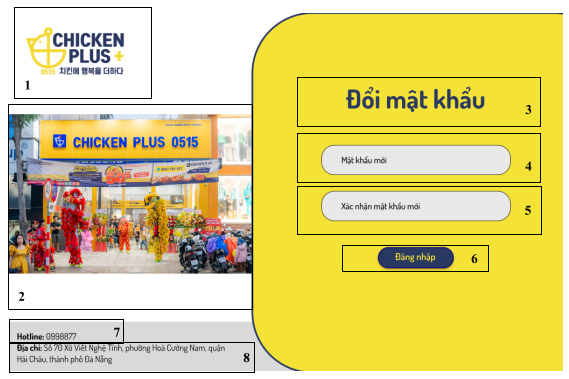 CHICKEN
PLUS +
0515 치킨에 행복을 더하다
1
CHICKEN PLUS 0515
2
Đổi mật khẩu
3
Mật khẩu mới
4
Xác nhận mật khẩu mới
5
Đăng nhập
6
Hotline: 0998877
7
Địa chỉ: Số 70 Xô Viết Nghệ Tĩnh, phường Hoà Cường Nam, quận
Hải Châu, thành phố Đà Nẵng
8